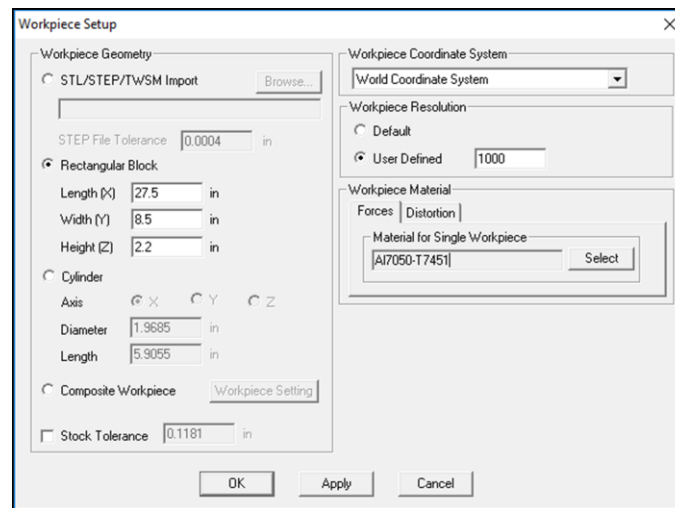 Workpiece Setup
Workpiece Geometry
STL/STEP/TWSM Import Browse...
STEP File Tolerance 0.0004 in
Rectangular Block
Length (X) 27.5 in
Width (Y) 8.5 in
Height (Z) 2.2 in
Cylinder
Axis X Y Z
Diameter 1.9685 in
Length 5.9055 in
Composite Workpiece Workpiece Setting
Stock Tolerance 0.1181 in
Workpiece Coordinate System
World Coordinate System
Workpiece Resolution
Default
User Defined 1000
Workpiece Material
Forces Distortion
Material for Single Workpiece
Al7050-T7451 Select
OK Apply Cancel